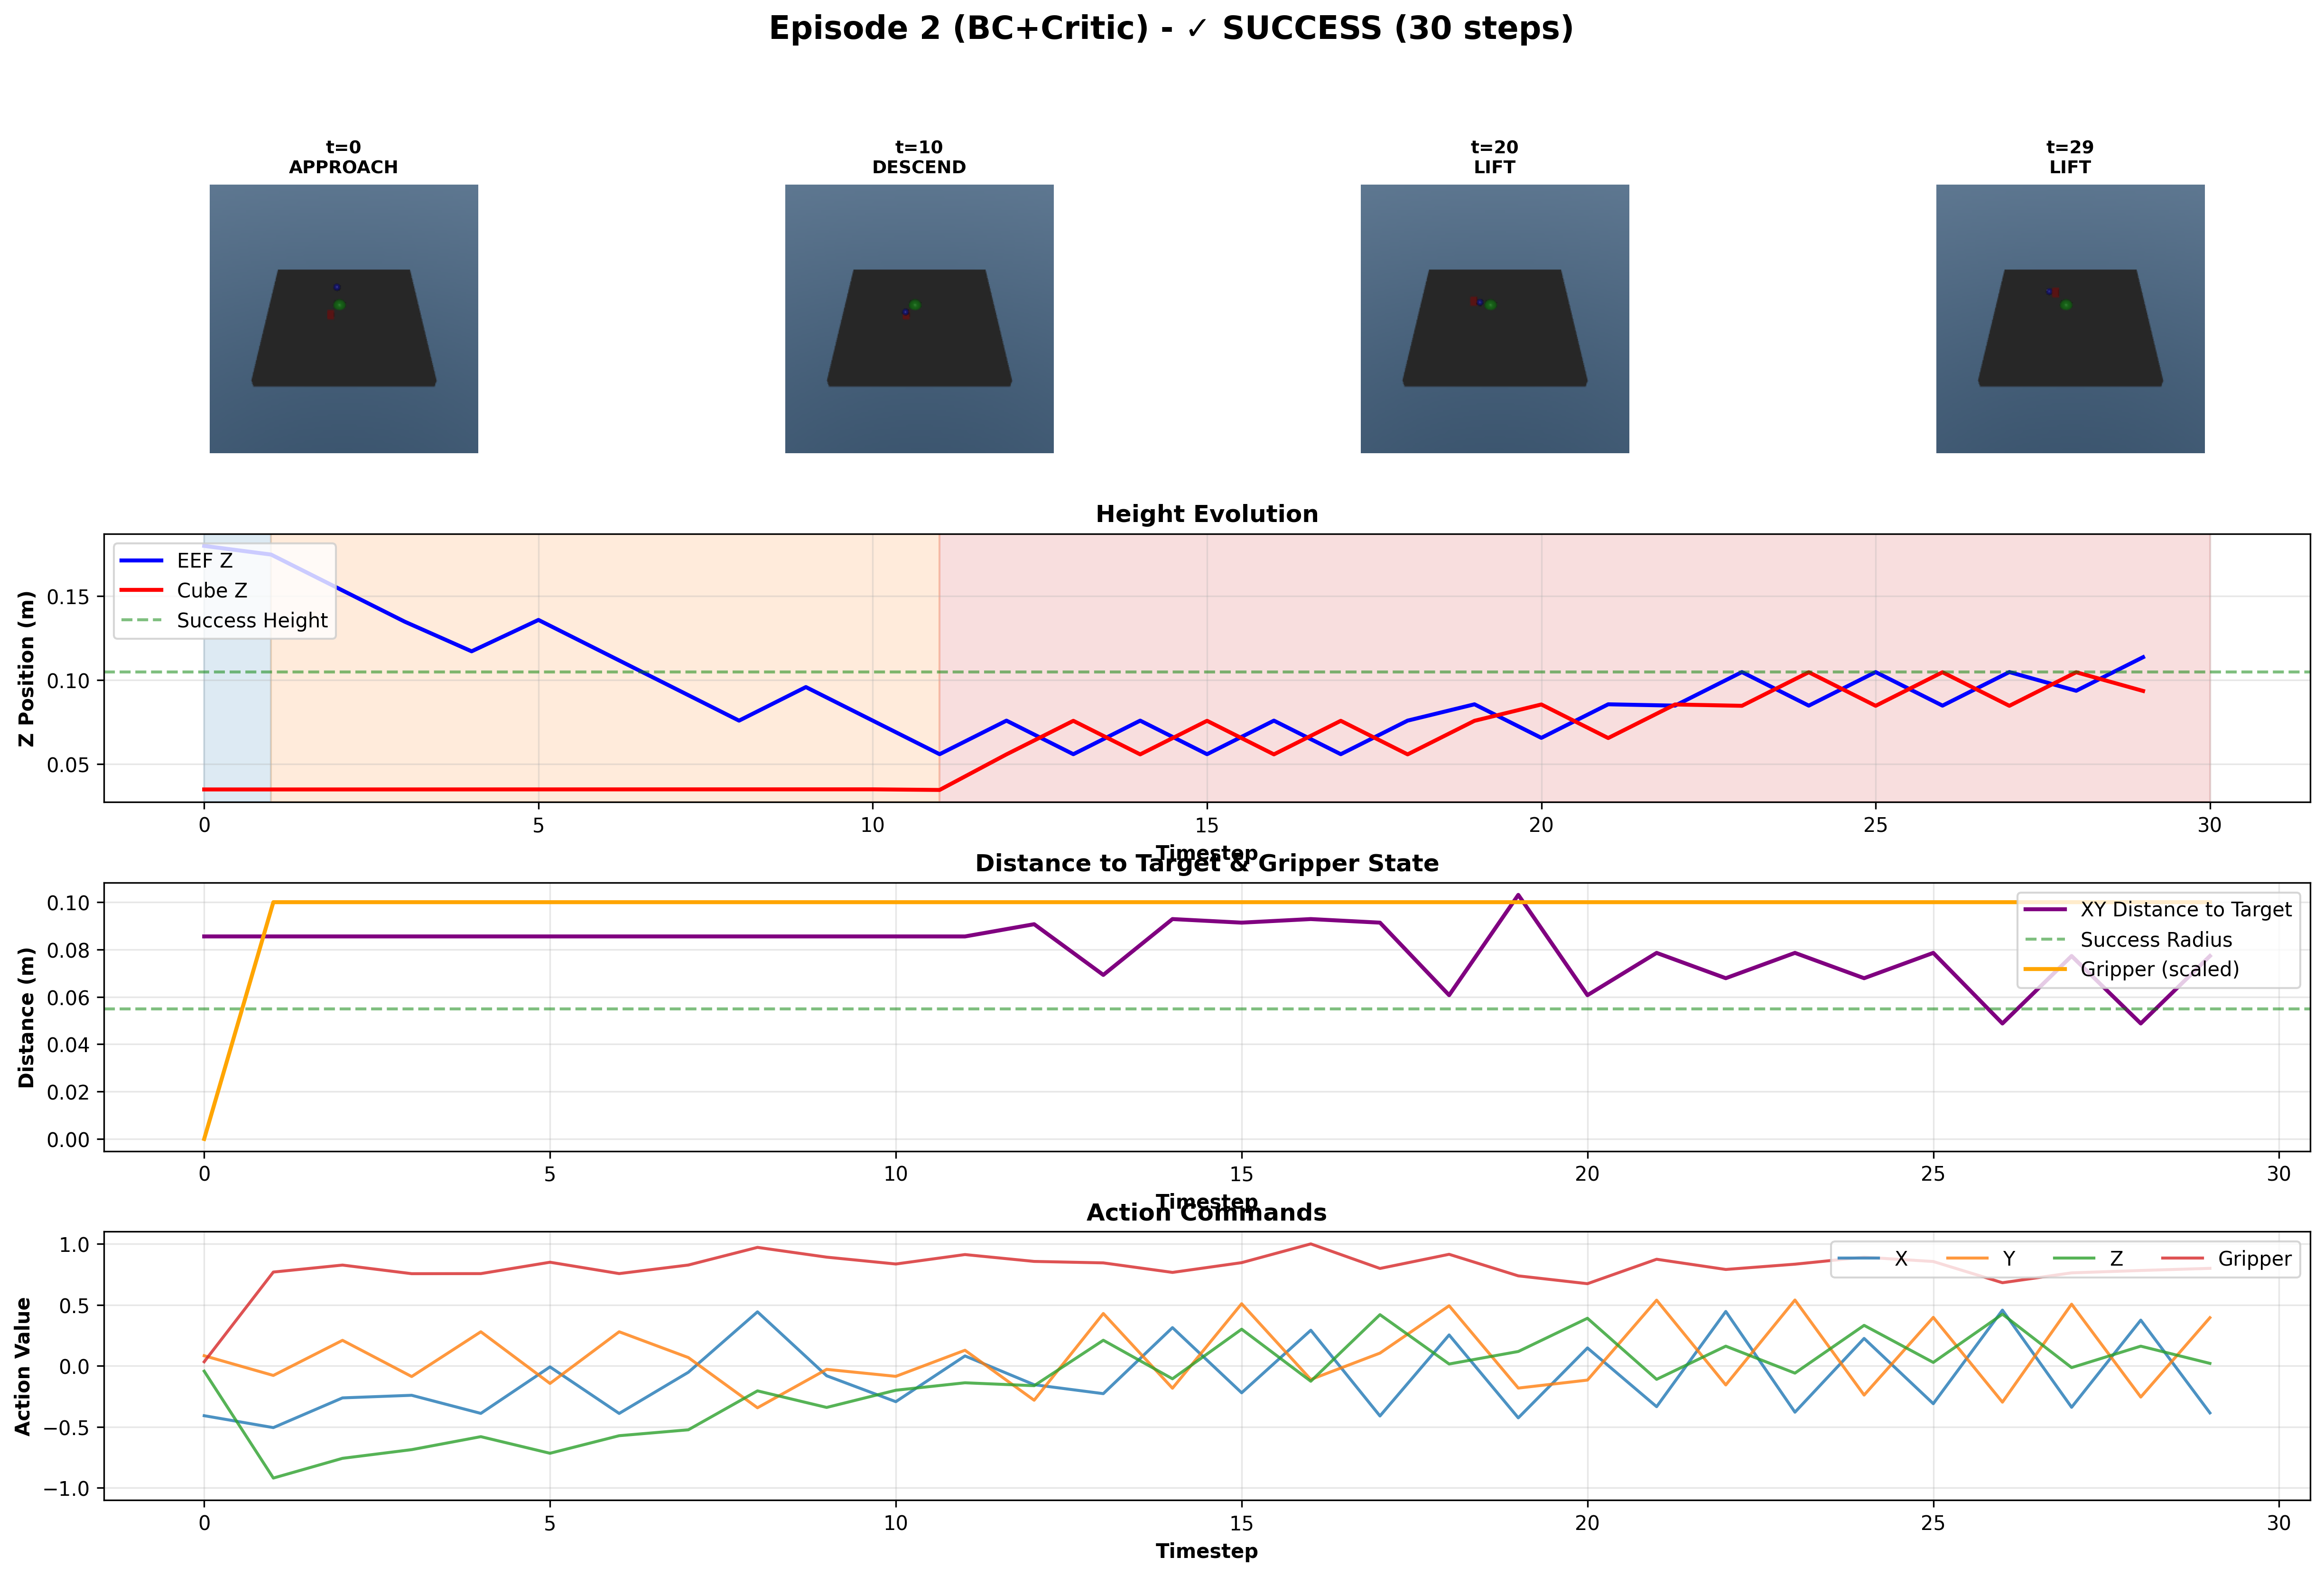 Episode 2 (BC+Critic) - ✓ SUCCESS (30 steps)
t=0
APPROACH
t=10
DESCEND
t=20
LIFT
t=29
LIFT
Height Evolution
Z Position (m)
0.15
0.10
0.05
EEF Z
Cube Z
Success Height
0 5 10 15 20 25 30
Timestep
Distance to Target & Gripper State
Distance (m)
0.10
0.08
0.06
0.04
0.02
0.00
XY Distance to Target
Success Radius
Gripper (scaled)
0 5 10 15 20 25 30
Timestep
Action Commands
Action Value
1.0
0.5
0.0
−0.5
−1.0
X Y Z Gripper
0 5 10 15 20 25 30
Timestep